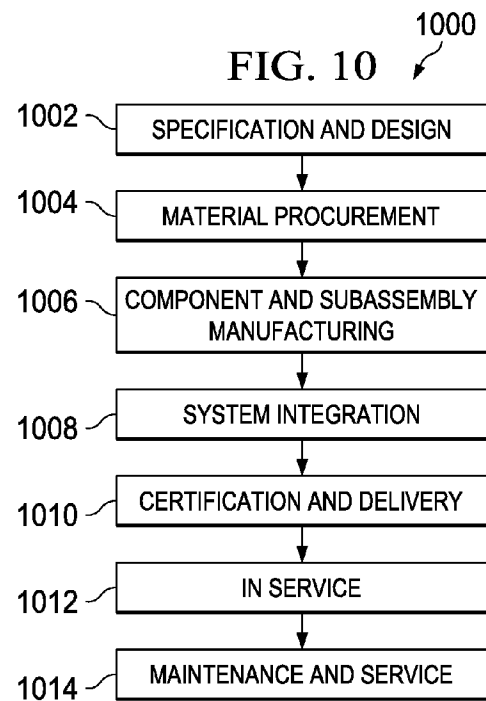 1000
FIG. 10
1002
SPECIFICATION AND DESIGN
1004
MATERIAL PROCUREMENT
1006
COMPONENT AND SUBASSEMBLY
MANUFACTURING
1008
SYSTEM INTEGRATION
1010
CERTIFICATION AND DELIVERY
1012
IN SERVICE
1014
MAINTENANCE AND SERVICE